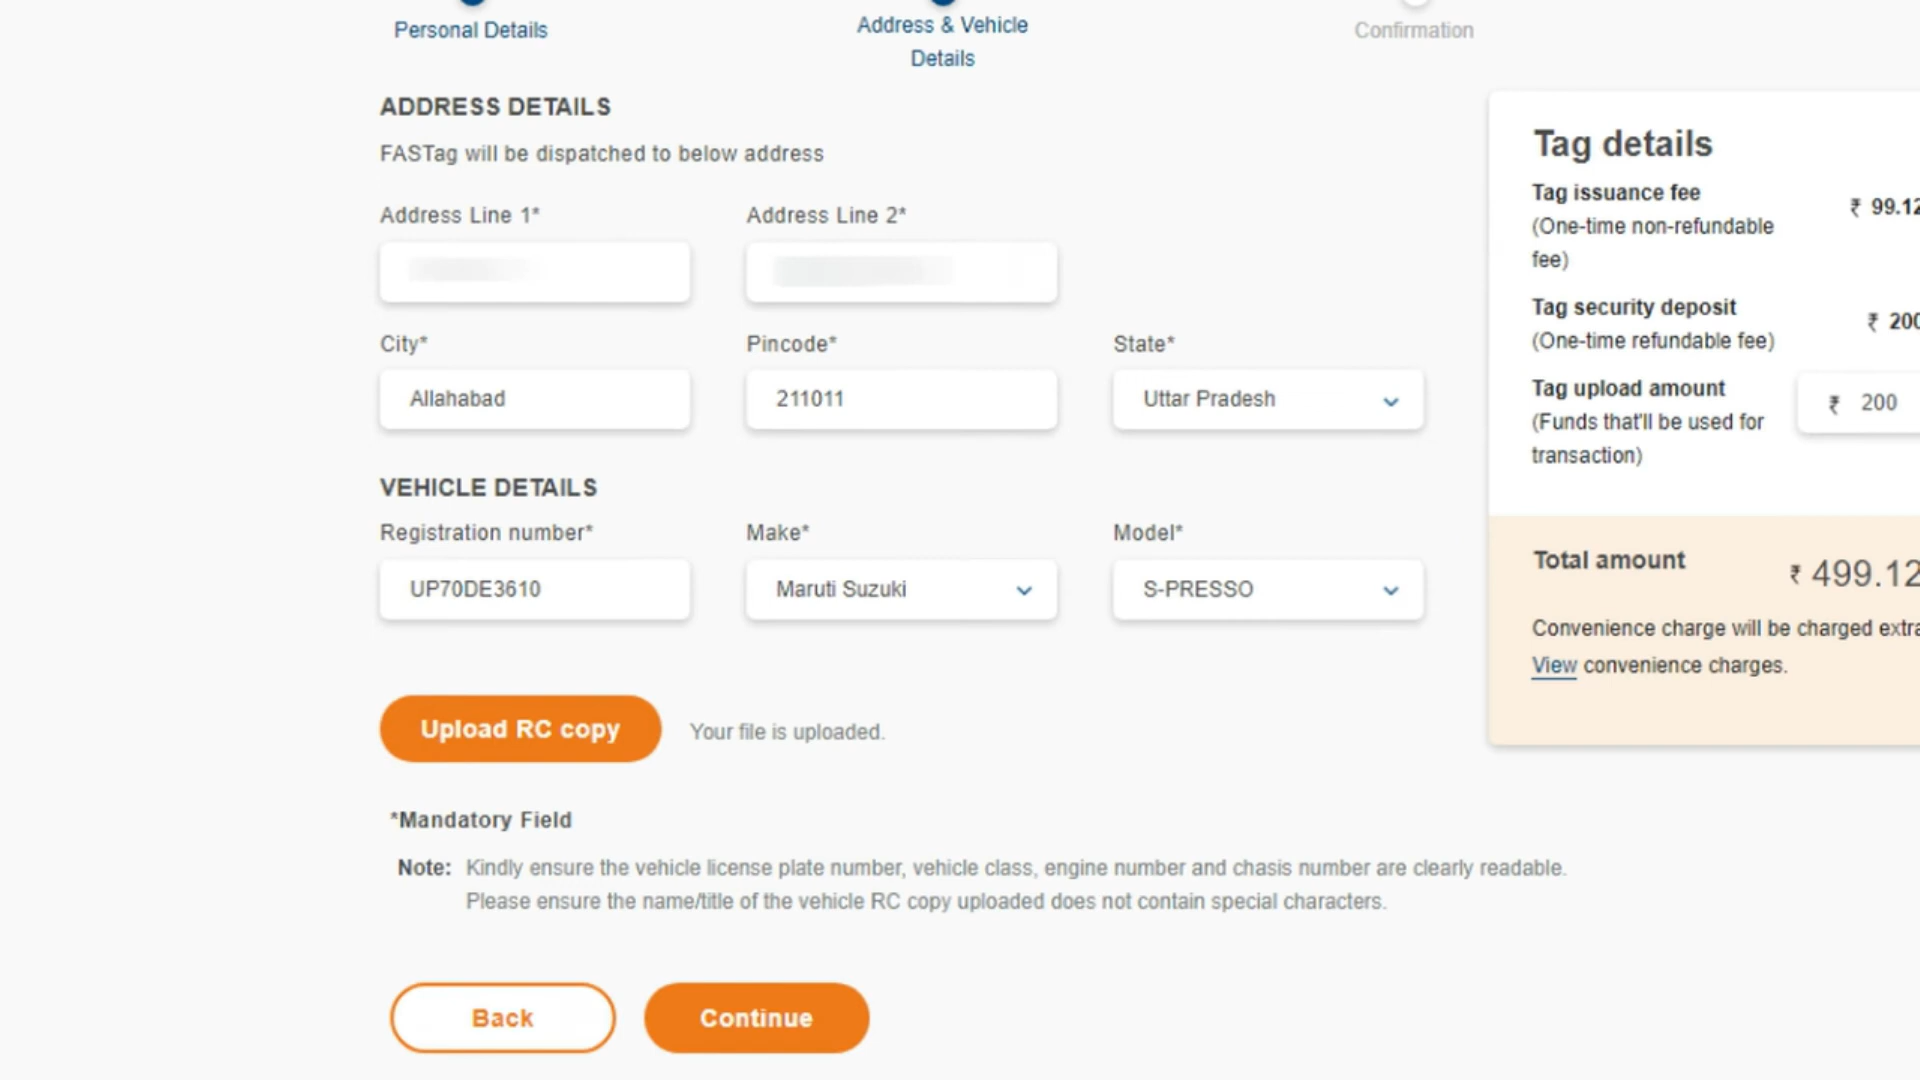 Personal Details
Address & Vehicle
Details
Confirmation
ADDRESS DETAILS
FASTag will be dispatched to below address
Address Line 1*
Address Line 2*
City*
Pincode*
State*
Allahabad
211011
Uttar Pradesh
VEHICLE DETAILS
Registration number*
Make*
Model*
UP70DE3610
Maruti Suzuki
S-PRESSO
Upload RC copy
Your file is uploaded.
*Mandatory Field
Note: Kindly ensure the vehicle license plate number, vehicle class, engine number and chasis number are clearly readable.
Please ensure the name/title of the vehicle RC copy uploaded does not contain special characters.
Back
Continue
Tag details
Tag issuance fee
(One-time non-refundable
fee)
₹ 99.12
Tag security deposit
(One-time refundable fee)
₹ 200
Tag upload amount
(Funds that'll be used for
transaction)
₹ 200
Total amount
₹ 499.12
Convenience charge will be charged extra
View convenience charges.